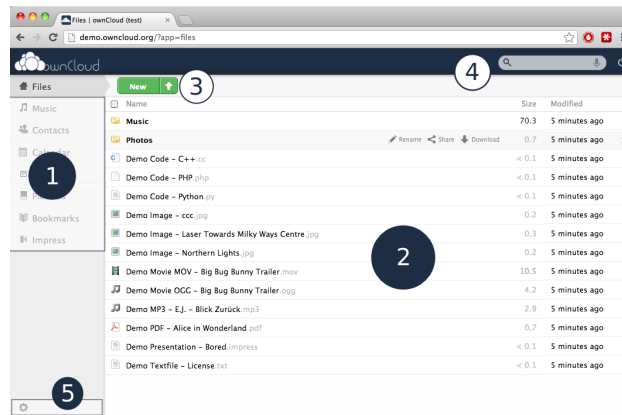 Files | ownCloud (test)
demo.owncloud.org/?app=files
ownCloud
4
Files
New
3
Music
Name
Size
Modified
Contacts
Music
70.3
5 minutes ago
Calendar
Photos
Rename
Share
Download
0.7
5 minutes ago
1
Demo Code - C++.cc
< 0.1
5 minutes ago
Demo Code - PHP.php
< 0.1
5 minutes ago
Demo Code - Python.py
< 0.1
5 minutes ago
Bookmarks
Demo Image - ccc.jpg
0.2
5 minutes ago
Impress
Demo Image - Laser Towards Milky Ways Centre.jpg
0.3
5 minutes ago
Demo Image - Northern Lights.jpg
0.2
5 minutes ago
2
Demo Movie MOV - Big Bug Bunny Trailer.mov
10.5
5 minutes ago
Demo Movie OGG - Big Bug Bunny Trailer.ogg
4.2
5 minutes ago
Demo MP3 - E.J. - Blick Zurück.mp3
2.9
5 minutes ago
Demo PDF - Alice in Wonderland.pdf
0.7
5 minutes ago
Demo Presentation - Bored.impress
< 0.1
5 minutes ago
Demo Textfile - License.txt
< 0.1
5 minutes ago
5